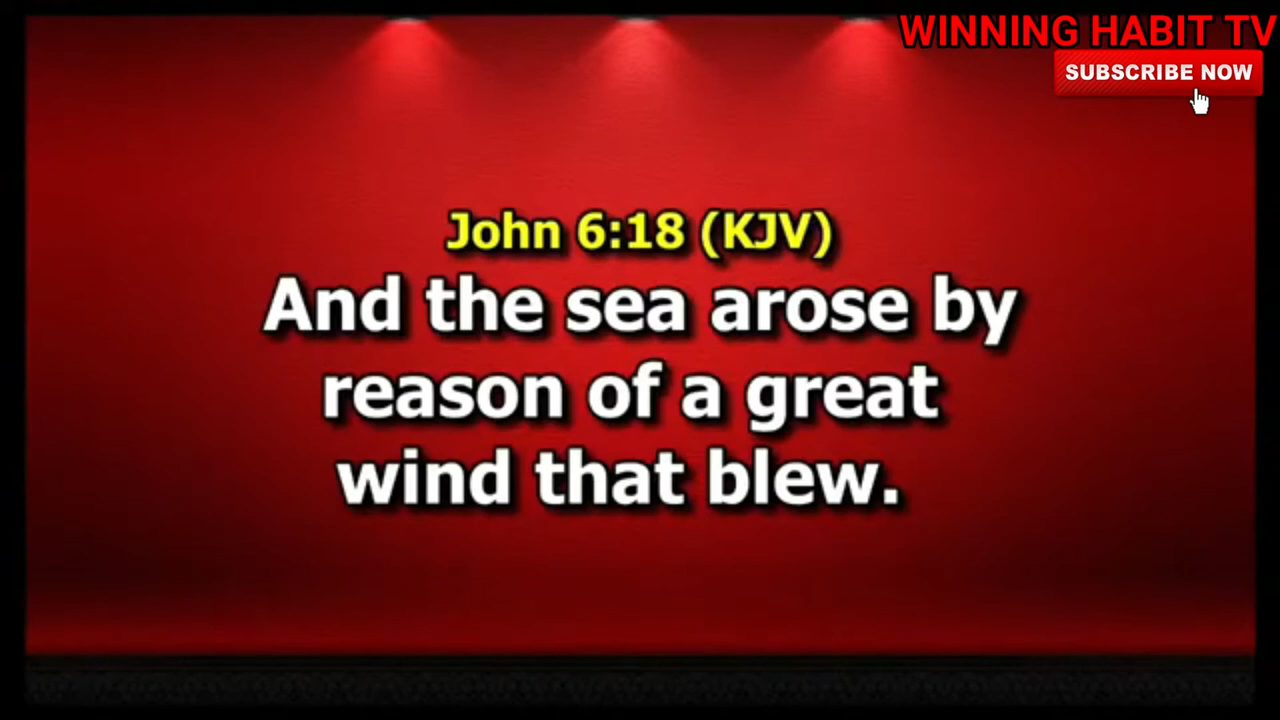 WINNING HABIT TV
SUBSCRIBE NOW
John 6:18 (KJV)
And the sea arose by
reason of a great
wind that blew.